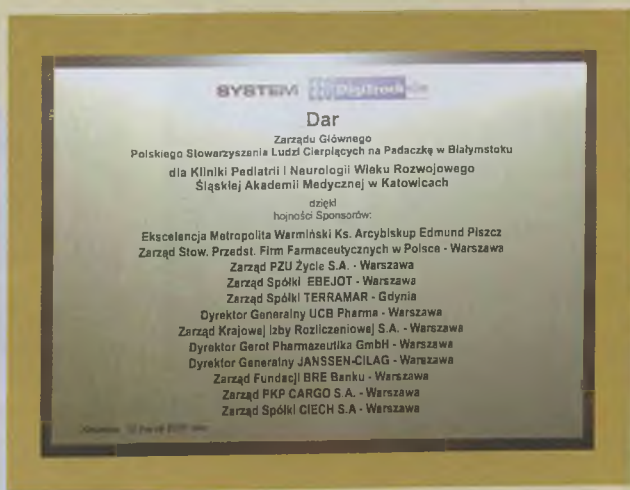 SYSTEM DigiTrack
Dar
Zarządu Głównego
Polskiego Stowarzyszenia Ludzi Cierpiących na Padaczkę w Białymstoku
dla Kliniki Pediatrii i Neurologii Wieku Rozwojowego
Śląskiej Akademii Medycznej w Katowicach
dzięki
hojności Sponsorów:
Ekscelencja Metropolita Warmiński Ks. Arcybiskup Edmund Piszcz
Zarząd Stow. Przedst. Firm Farmaceutycznych w Polsce - Warszawa
Zarząd PZU Życie S.A. - Warszawa
Zarząd Spółki EBEJOT - Warszawa
Zarząd Spółki TERRAMAR - Gdynia
Dyrektor Generalny UCB Pharma - Warszawa
Zarząd Krajowej Izby Rozliczeniowej S.A. - Warszawa
Dyrektor Gerot Pharmazeutika GmbH - Warszawa
Dyrektor Generalny JANSSEN-CILAG - Warszawa
Zarząd Fundacji BRE Banku - Warszawa
Zarząd PKP CARGO S.A. - Warszawa
Zarząd Spółki CIECH S.A - Warszawa